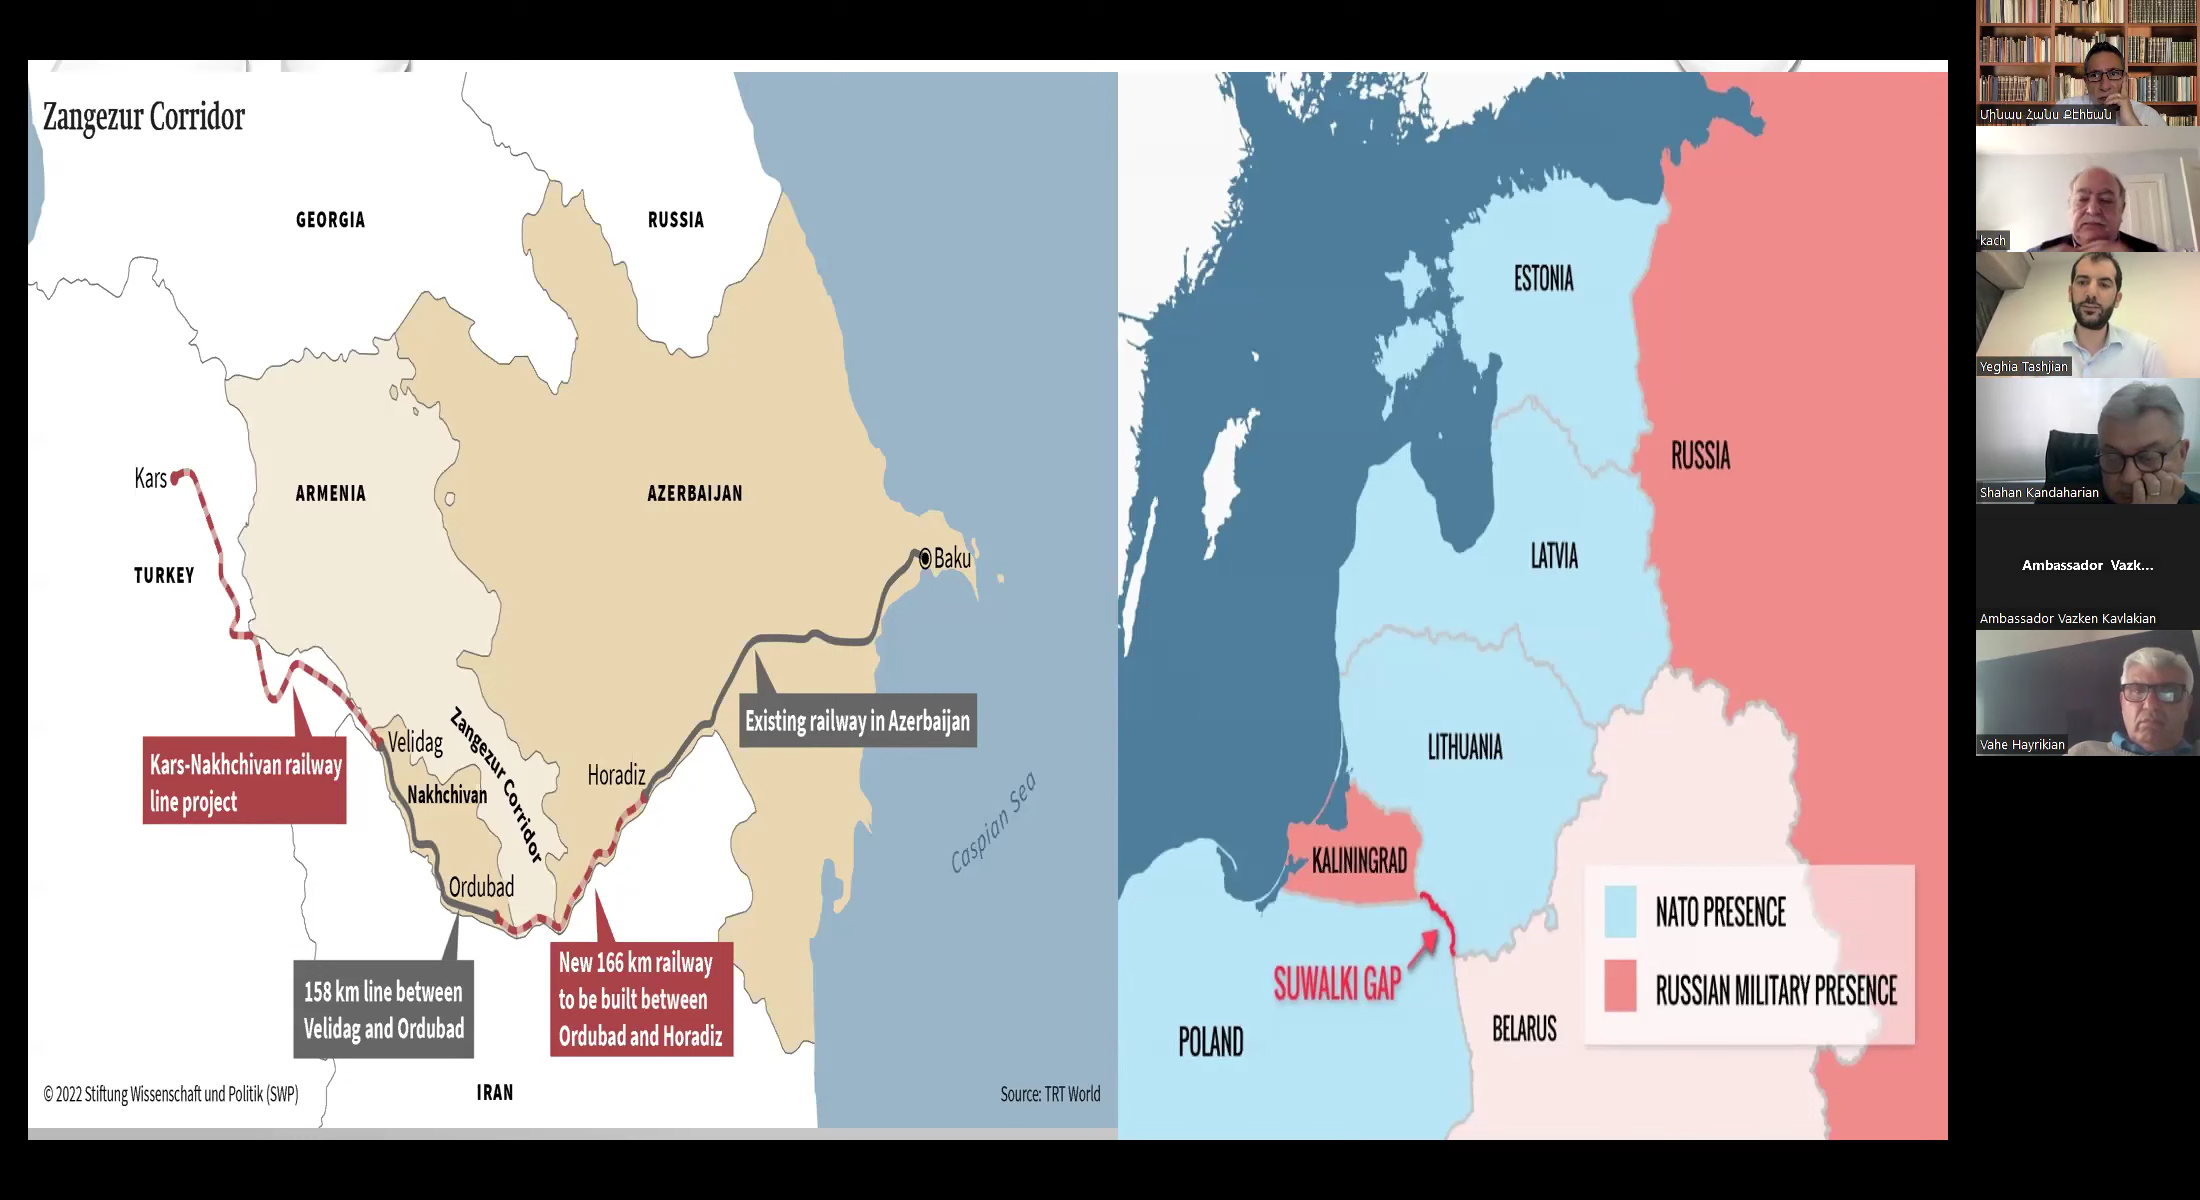 Zangezur Corridor
GEORGIA
RUSSIA
Kars
ARMENIA
AZERBAIJAN
Baku
TURKEY
Existing railway in Azerbaijan
Velidag
Zangezur Corridor
Kars-Nakhchivan railway
line project
Nakhchivan
Horadiz
Caspian Sea
Ordubad
158 km line between
Velidag and Ordubad
New 166 km railway
to be built between
Ordubad and Horadiz
© 2022 Stiftung Wissenschaft und Politik (SWP)
IRAN
Source: TRT World
ESTONIA
RUSSIA
LATVIA
LITHUANIA
KALININGRAD
SUWALKI GAP
POLAND
BELARUS
NATO PRESENCE
RUSSIAN MILITARY PRESENCE
Մինաս Հանս Քէհեան
kach
Yeghia Tashjian
Shahan Kandaharian
Ambassador Vazk...
Ambassador Vazken Kavlakian
Vahe Hayrikian